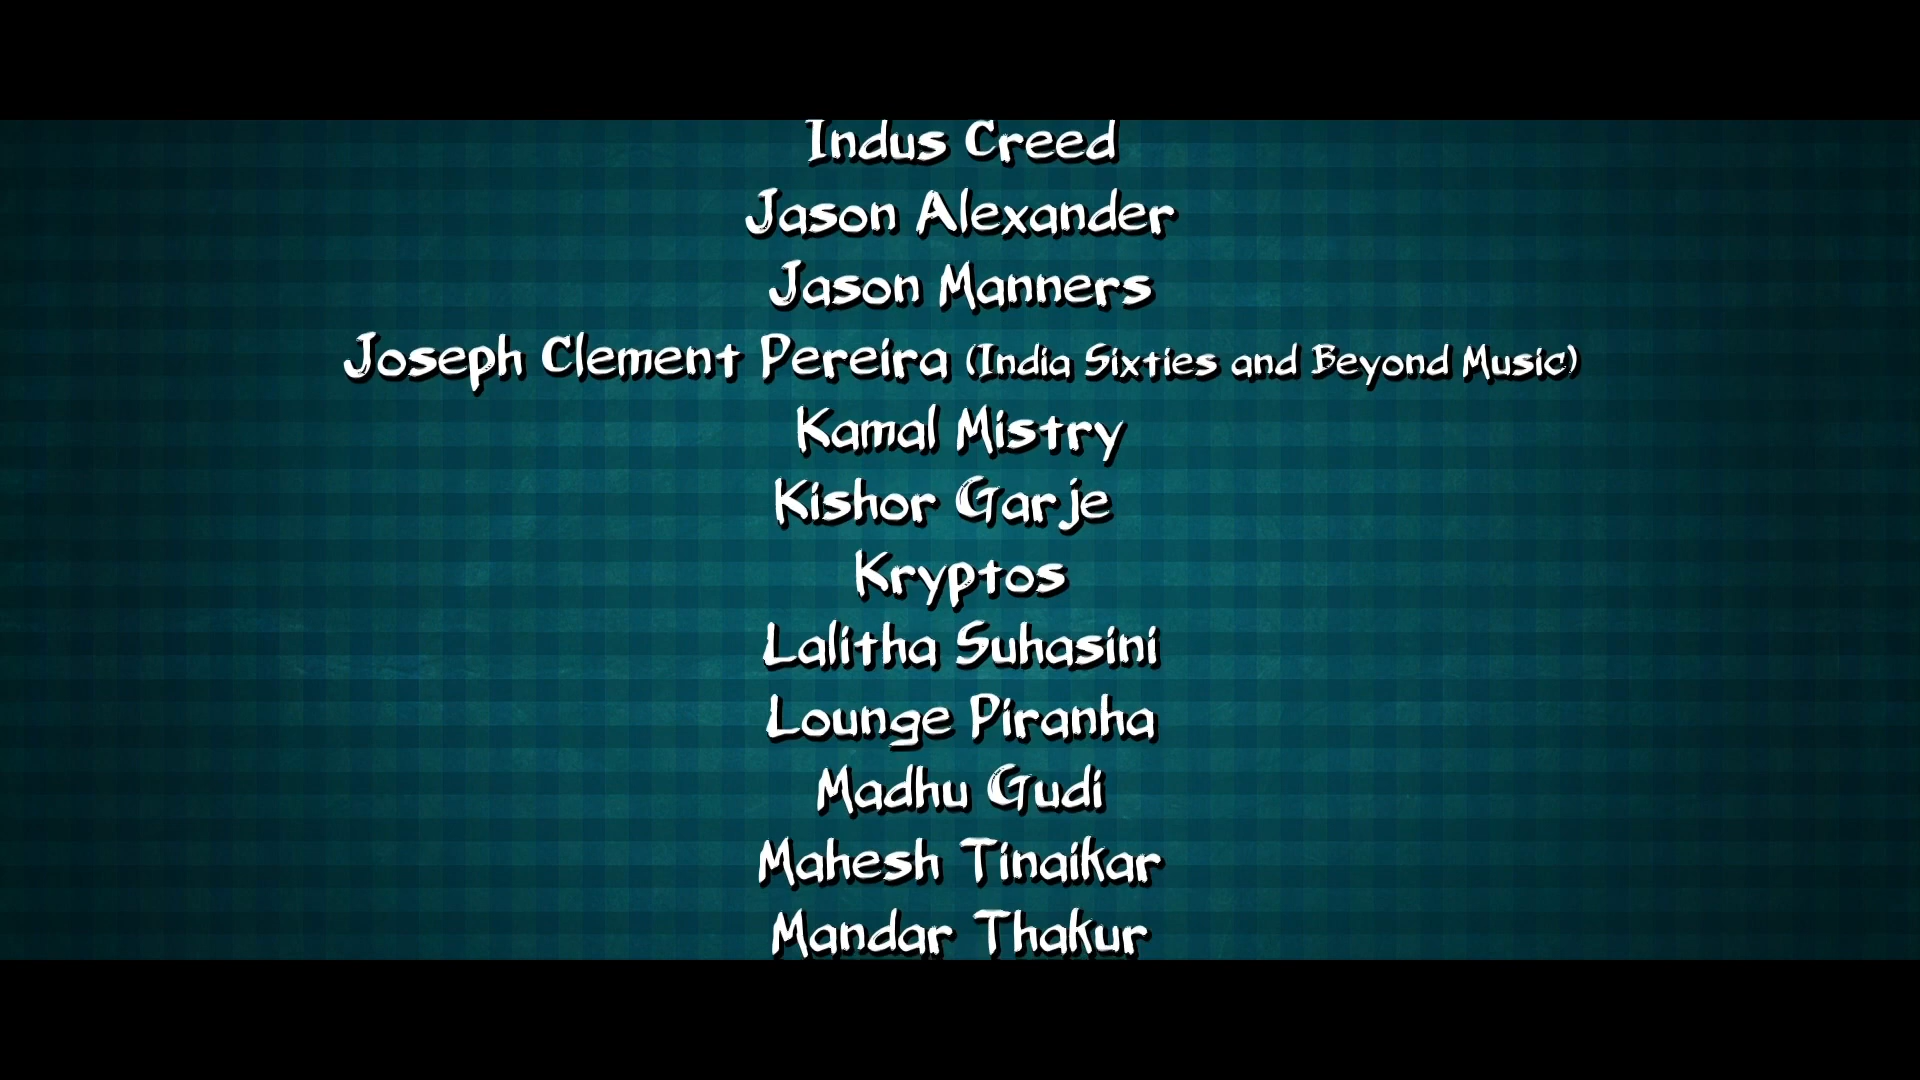 Indus Creed
Jason Alexander
Jason Manners
Joseph Clement Pereira (India Sixties and Beyond Music)
Kamal Mistry
Kishor Garje
Kryptos
Lalitha Suhasini
Lounge Piranha
Madhu Gudi
Mahesh Tinaikar
Mandar Thakur